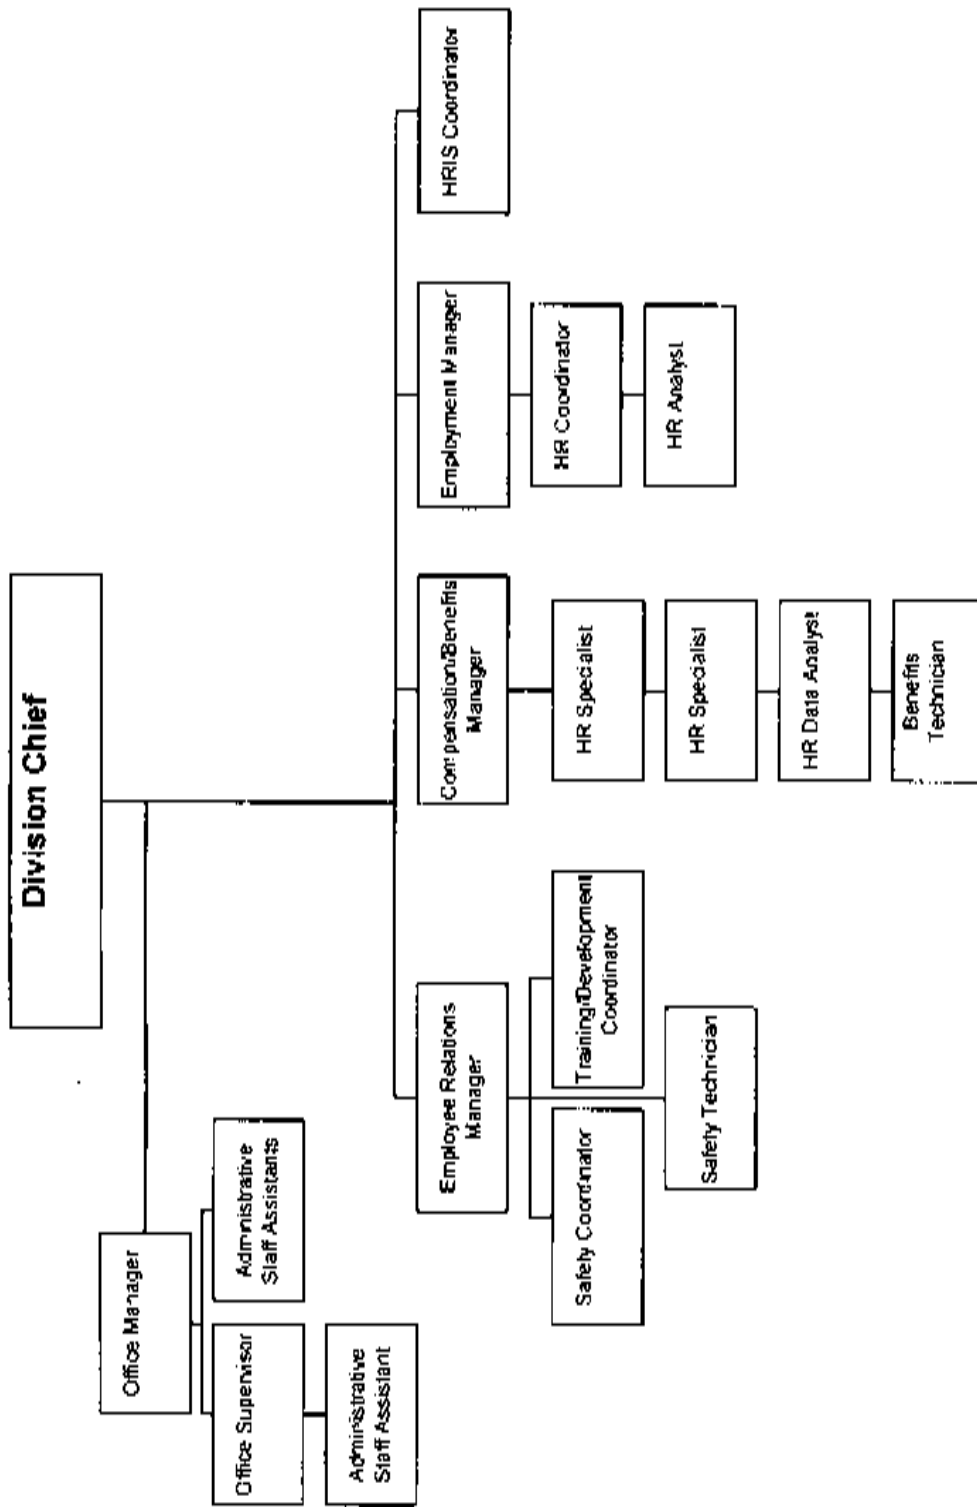 Division Chief
Office Manager
Office Supervisor
Administrative
Staff Assistants
Administrative
Staff Assistant
Employee Relations
Manager
Compensation/Benefits
Manager
Employment Manager
HRIS Coordinator
Safety Coordinator
Training/Development
Coordinator
Safety Technician
HR Specialist
HR Specialist
HR Data Analyst
Benefits
Technician
HR Coordinator
HR Analyst